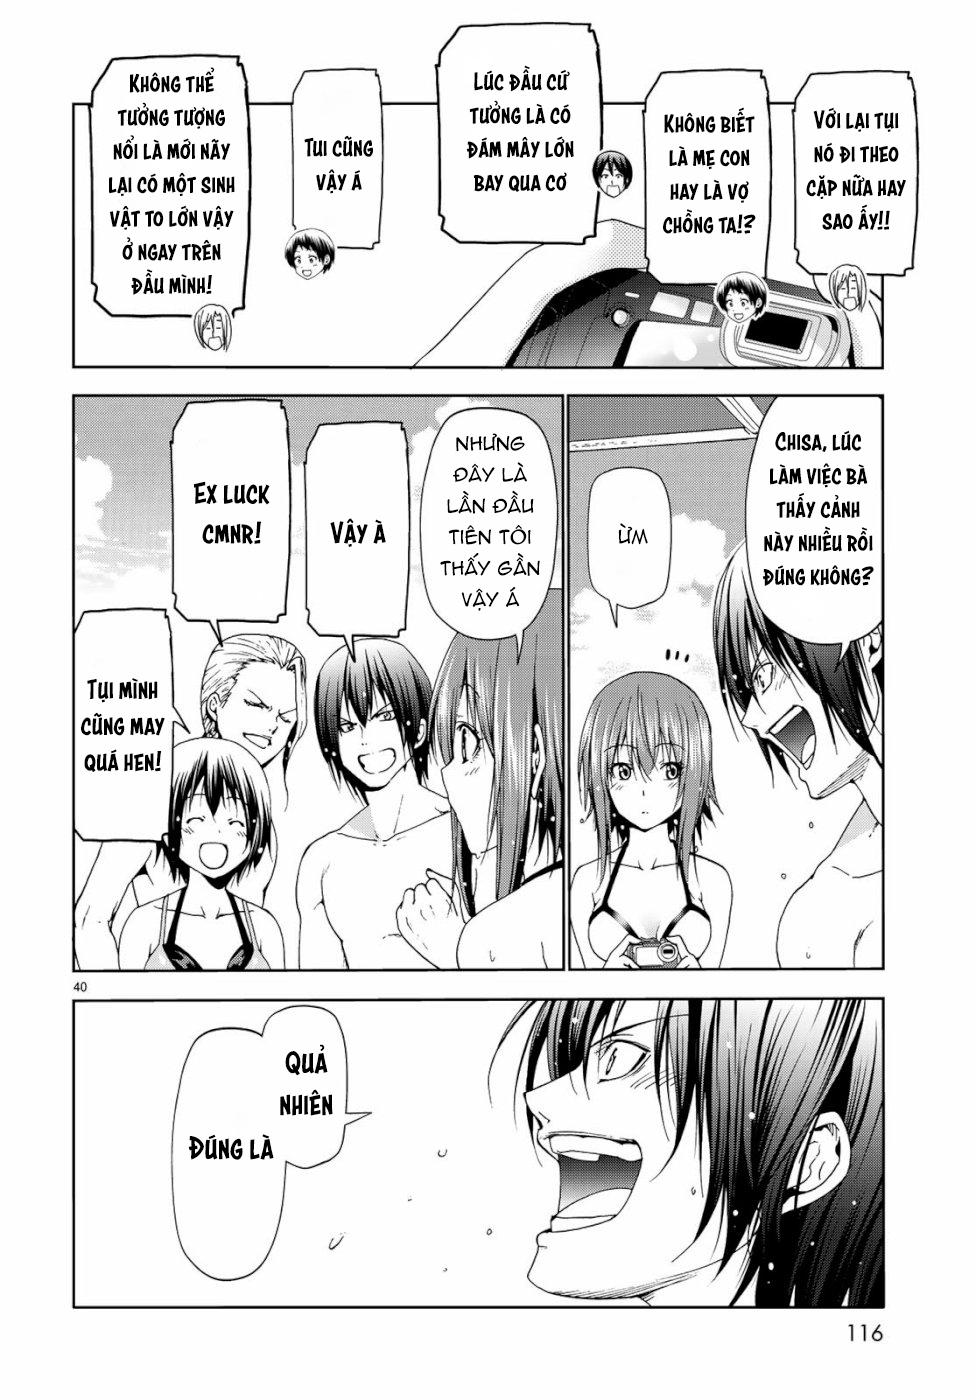 VỚI LẠI TỤI
NÓ ĐI THEO
CẶP NỮA HAY
SAO ẤY!!
KHÔNG BIẾT
LÀ MẸ CON
HAY LÀ VỢ
CHỒNG TA!?
LÚC ĐẦU CỨ
TƯỞNG LÀ CÓ
ĐÁM MÂY LỚN
BAY QUA CƠ
TUI CŨNG
VẬY Á
KHÔNG THỂ
TƯỞNG TƯỢNG
NỔI LÀ MỚI NÃY
LẠI CÓ MỘT SINH
VẬT TO LỚN VẬY
Ở NGAY TRÊN
ĐẦU MÌNH!
CHISA, LÚC
LÀM VIỆC BÀ
THẤY CẢNH
NÀY NHIỀU RỒI
ĐÚNG KHÔNG?
ỪM
NHƯNG
ĐÂY LÀ
LẦN ĐẦU
TIÊN TÔI
THẤY GẦN
VẬY Á
VẬY À
EX LUCK
CMNR!
TỤI MÌNH
CŨNG MAY
QUÁ HEN!
40
QUẢ
NHIÊN
ĐÚNG LÀ
116